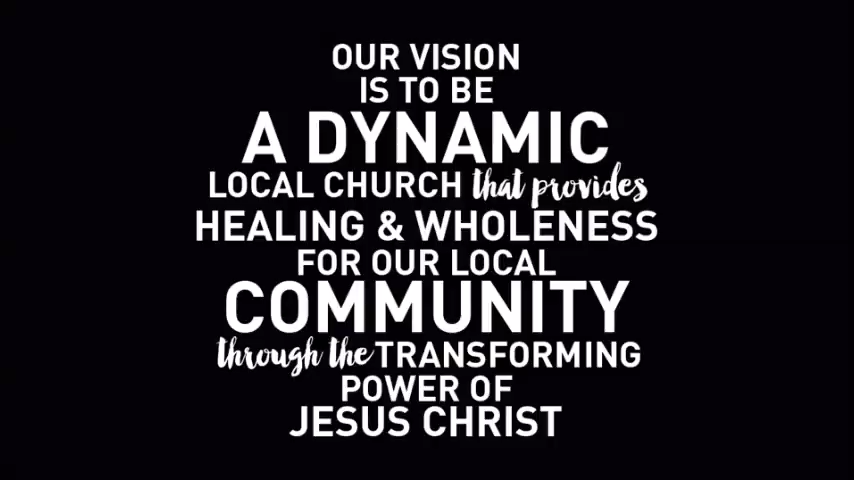 OUR VISION
IS TO BE
A DYNAMIC
LOCAL CHURCH that provides
HEALING & WHOLENESS
FOR OUR LOCAL
COMMUNITY
through the TRANSFORMING
POWER OF
JESUS CHRIST